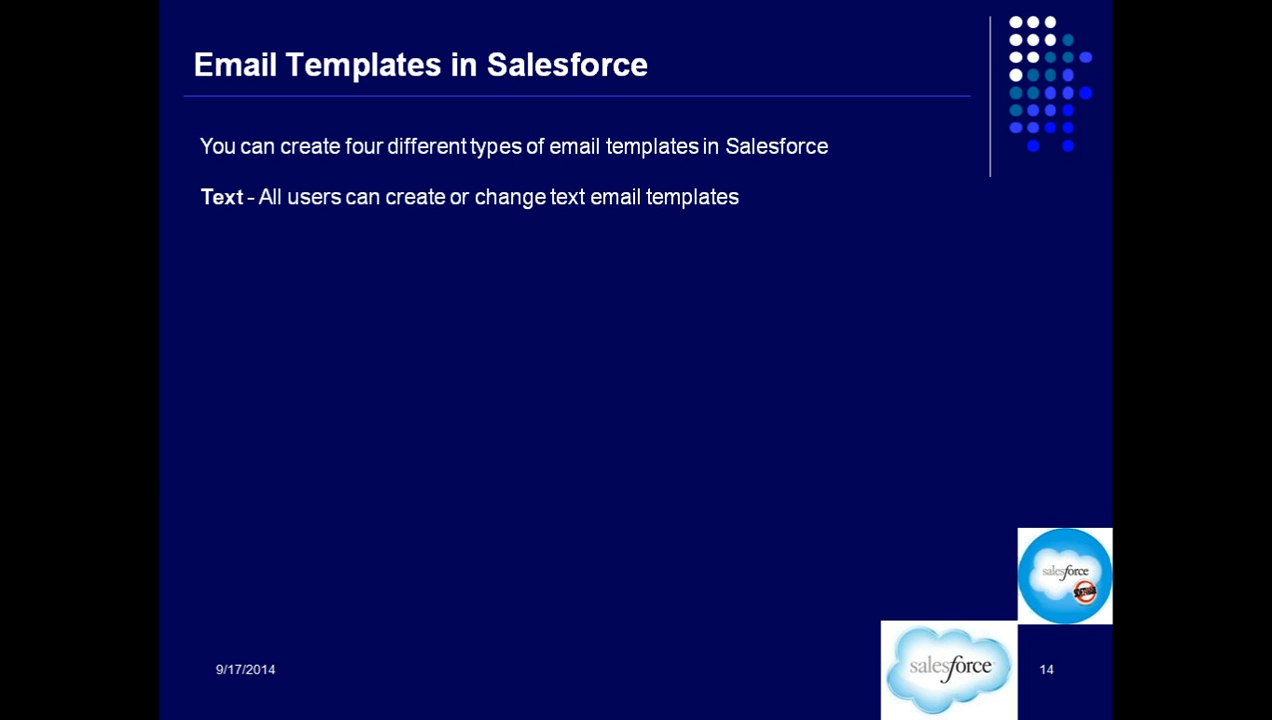 Email Templates in Salesforce
You can create four different types of email templates in Salesforce
Text - All users can create or change text email templates
salesforce
SOFTWARE
salesforce
9/17/2014
14